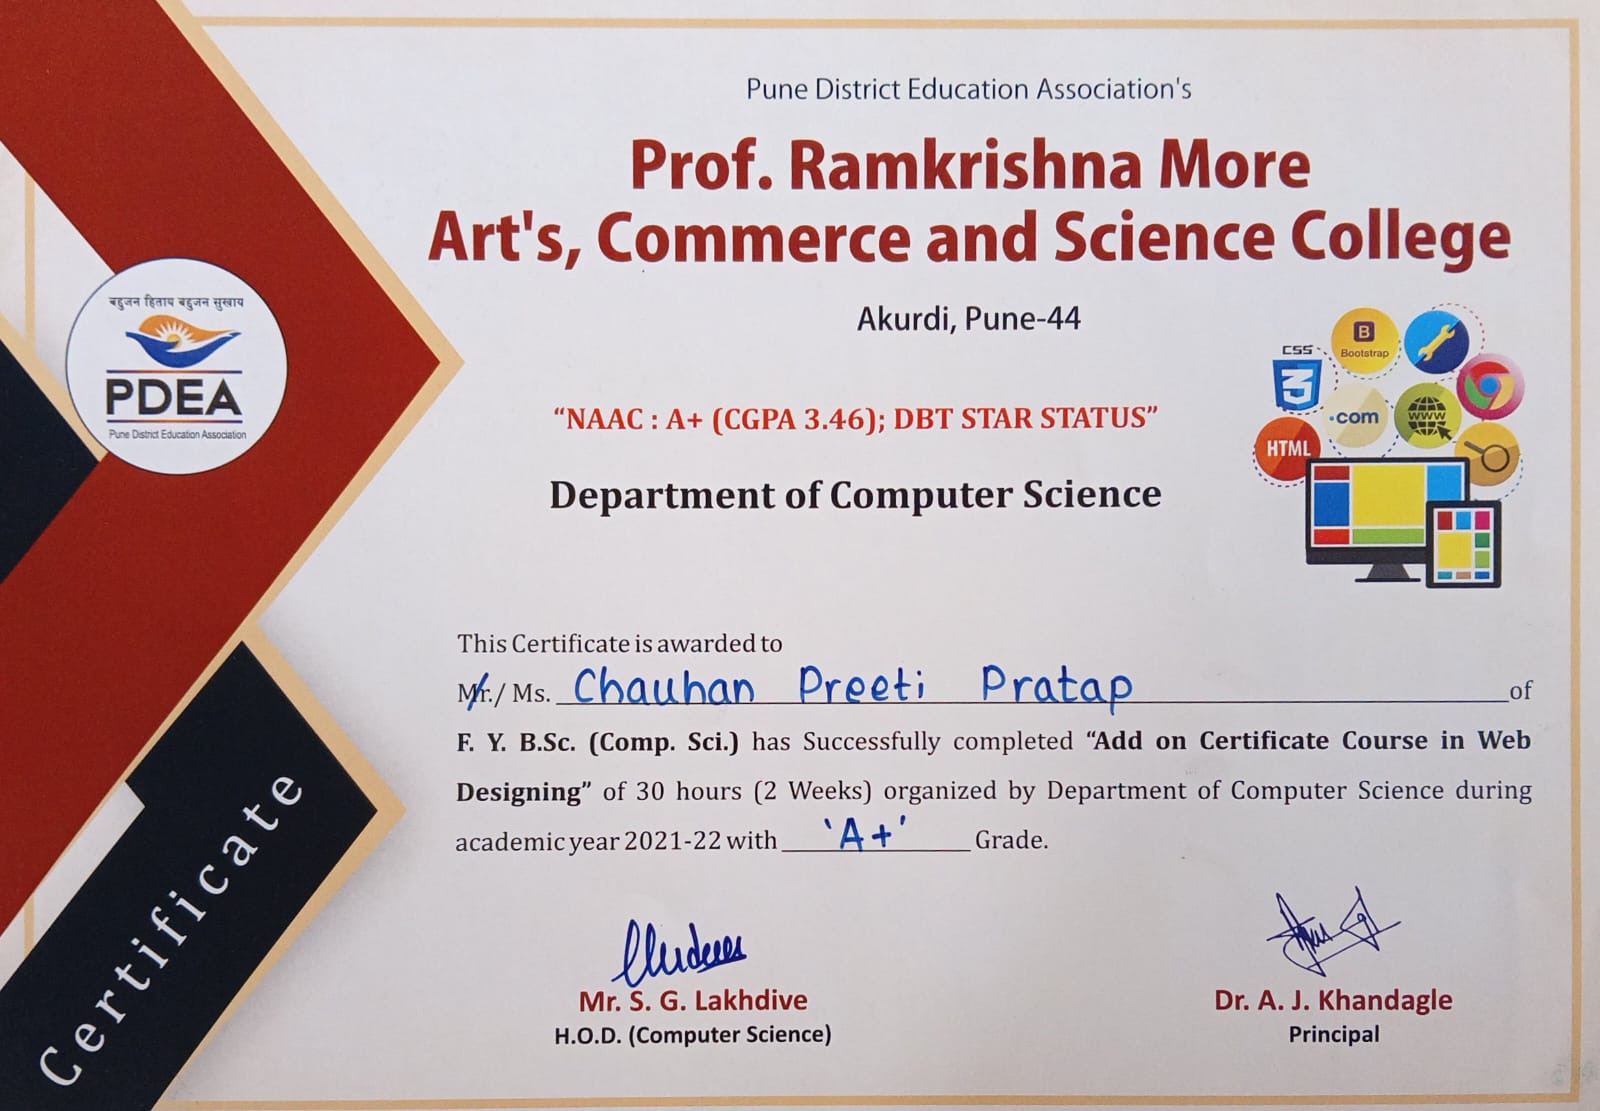 Pune District Education Association's
Prof. Ramkrishna More
Art's, Commerce and Science College
Akurdi, Pune-44
बहुजन हिताय बहुजन सुखाय
PDEA
Pune District Education Association
“NAAC : A+ (CGPA 3.46); DBT STAR STATUS”
Department of Computer Science
CSS
3
B
Bootstrap
.com
www
HTML
This Certificate is awarded to
Mr./ Ms. Chauhan Preeti Pratap of
F. Y. B.Sc. (Comp. Sci.) has Successfully completed “Add on Certificate Course in Web
Designing” of 30 hours (2 Weeks) organized by Department of Computer Science during
academic year 2021-22 with 'A+' Grade.
Certificate
Mr. S. G. Lakhdive
H.O.D. (Computer Science)
Dr. A. J. Khandagle
Principal